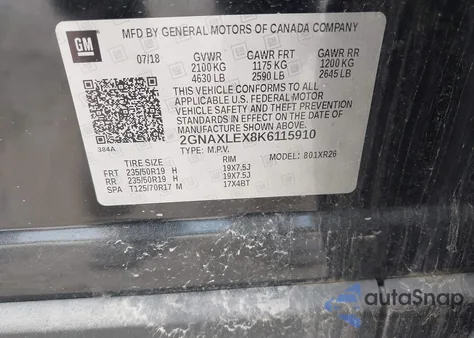 MFD BY GENERAL MOTORS OF CANADA COMPANY
GM
07/18 GVWR GAWR FRT GAWR RR
2100 KG 1175 KG 1200 KG
4630 LB 2590 LB 2645 LB
THIS VEHICLE CONFORMS TO ALL
APPLICABLE U.S. FEDERAL MOTOR
VEHICLE SAFETY AND THEFT PREVENTION
STANDARDS IN EFFECT ON THE DATE OF
MANUFACTURE SHOWN ABOVE.
384A 2GNAXLEX8K6115910
TYPE: M.P.V. MODEL: 801XR26
TIRE SIZE RIM
FRT 235/50R19 H 19X7.5J
RR 235/50R19 H 19X7.5J
SPA T125/70R17 M 17X4BT
autoSnap
POWERED BY